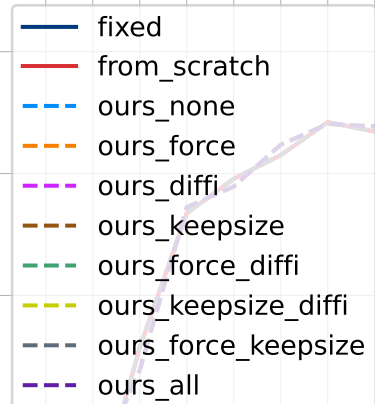 fixed
from_scratch
ours_none
ours_force
ours_diffi
ours_keepsize
ours_force_diffi
ours_keepsize_diffi
ours_force_keepsize
ours_all